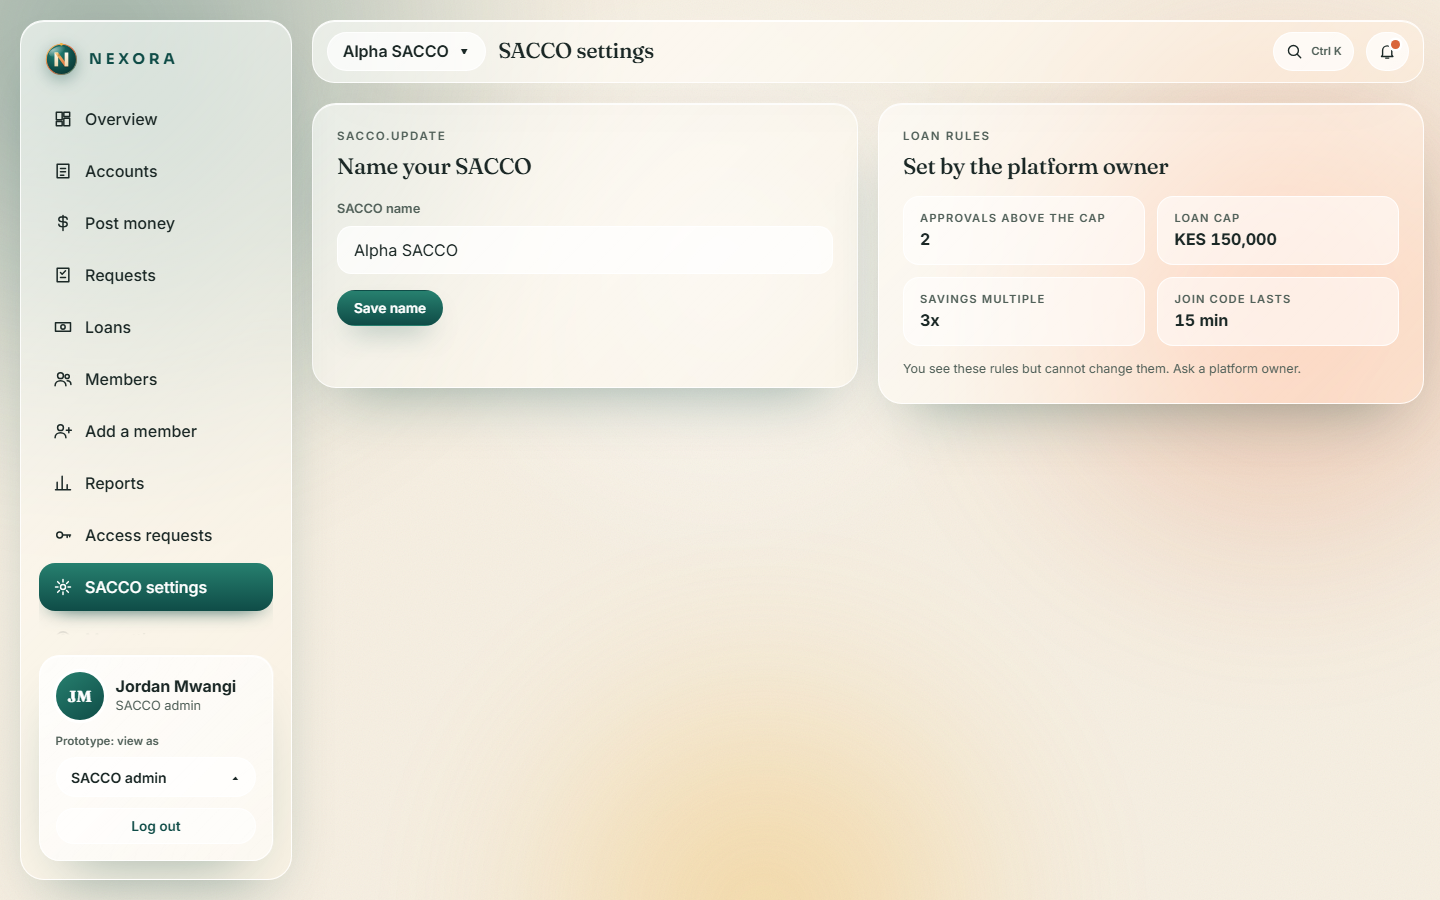 NEXORA
Overview
Accounts
Post money
Requests
Loans
Members
Add a member
Reports
Access requests
SACCO settings
JM
Jordan Mwangi
SACCO admin
Prototype: view as
SACCO admin
Log out
Alpha SACCO
SACCO settings
Ctrl K
SACCO.UPDATE
Name your SACCO
SACCO name
Alpha SACCO
Save name
LOAN RULES
Set by the platform owner
APPROVALS ABOVE THE CAP
2
LOAN CAP
KES 150,000
SAVINGS MULTIPLE
3x
JOIN CODE LASTS
15 min
You see these rules but cannot change them. Ask a platform owner.